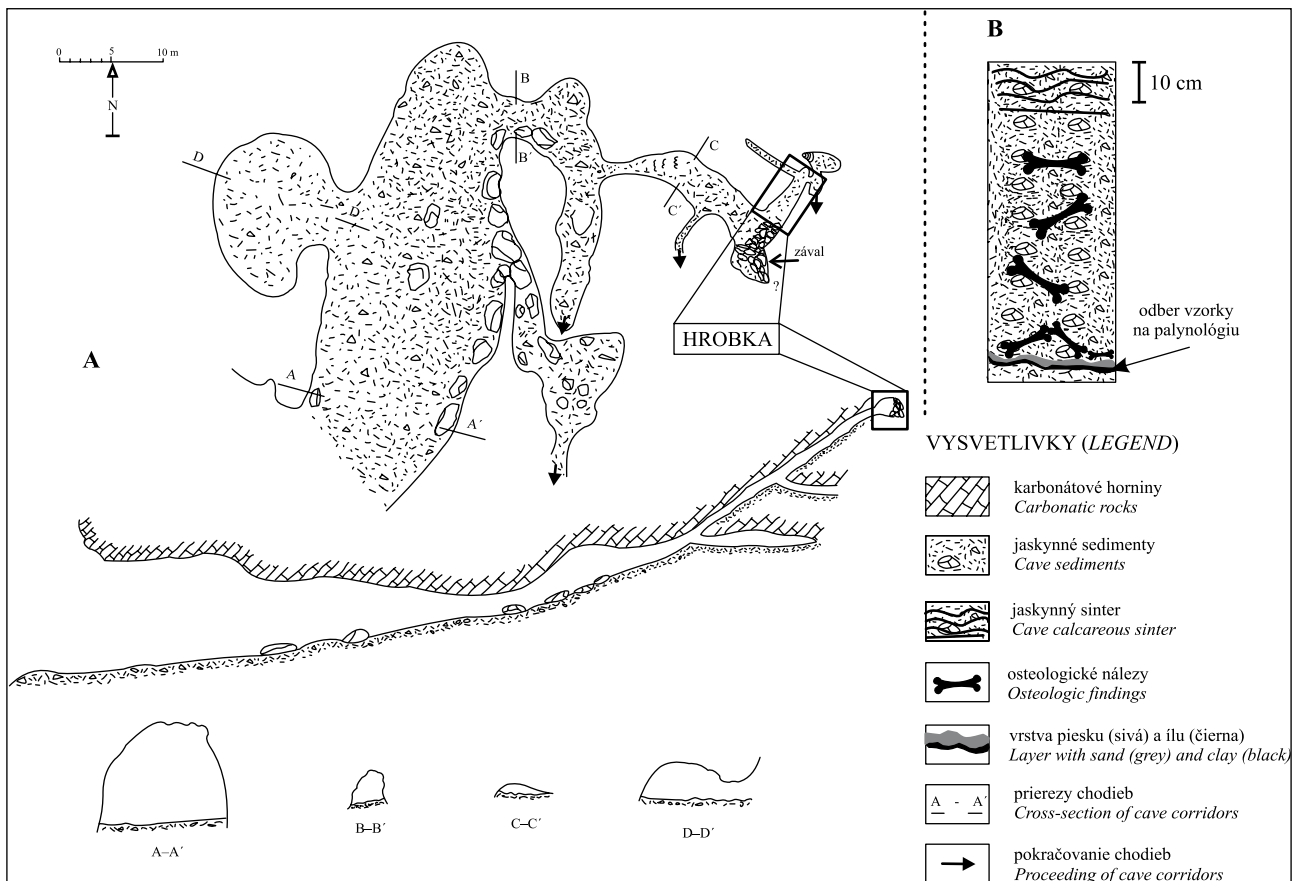 0 5 10 m
N
A
B
B
B´
D
D´
C
C´
zával
?
HROBKA
A
A´
10 cm
odber vzorky
na palynológiu
VYSVETLIVKY (LEGEND)
karbonátové horniny
Carbonatic rocks
jaskynné sedimenty
Cave sediments
jaskynný sinter
Cave calcareous sinter
osteologické nálezy
Osteologic findings
vrstva piesku (sivá) a ílu (čierna)
Layer with sand (grey) and clay (black)
A - A´
prierezy chodieb
Cross-section of cave corridors
pokračovanie chodieb
Proceeding of cave corridors
A–A´
B–B´
C–C´
D–D´